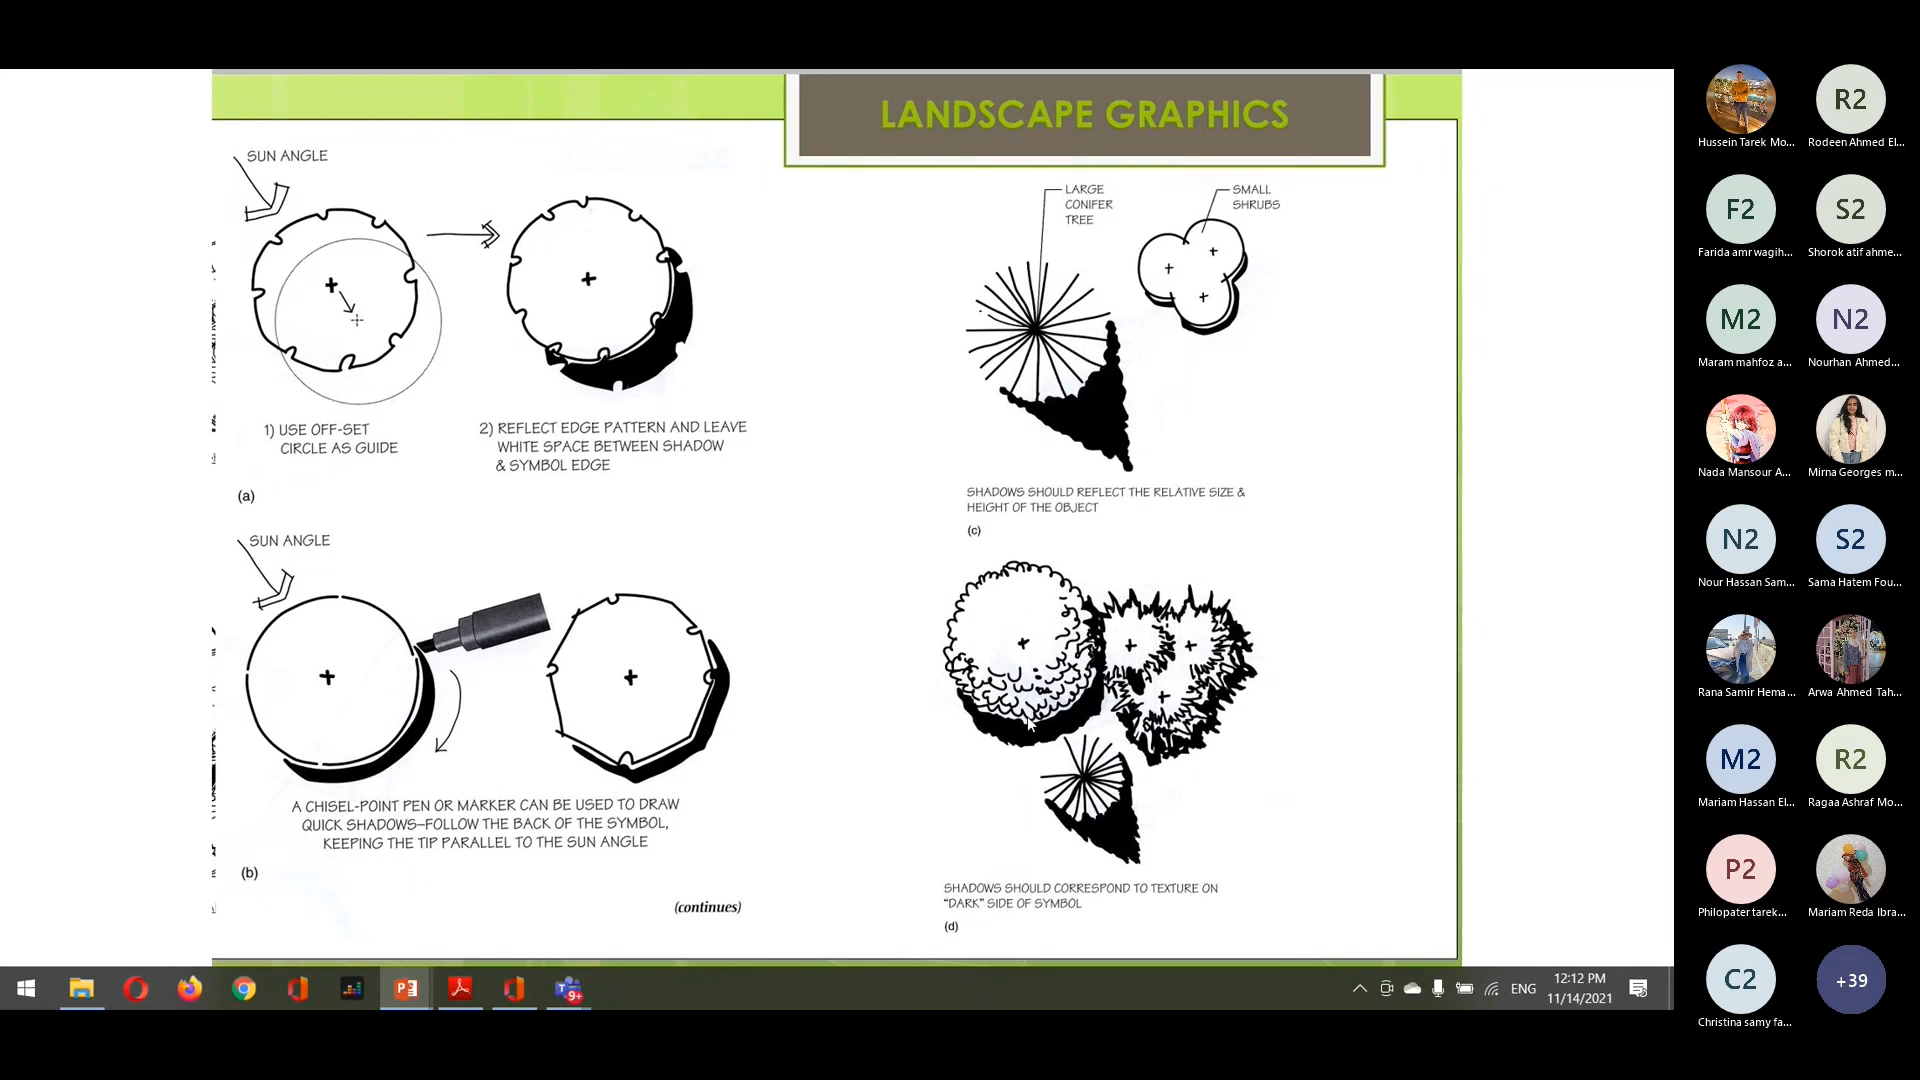 LANDSCAPE GRAPHICS
SUN ANGLE
1) USE OFF-SET
CIRCLE AS GUIDE
2) REFLECT EDGE PATTERN AND LEAVE
WHITE SPACE BETWEEN SHADOW
& SYMBOL EDGE
(a)
SUN ANGLE
A CHISEL-POINT PEN OR MARKER CAN BE USED TO DRAW
QUICK SHADOWS–FOLLOW THE BACK OF THE SYMBOL,
KEEPING THE TIP PARALLEL TO THE SUN ANGLE
(b)
(continues)
LARGE
CONIFER
TREE
SMALL
SHRUBS
SHADOWS SHOULD REFLECT THE RELATIVE SIZE &
HEIGHT OF THE OBJECT
(c)
SHADOWS SHOULD CORRESPOND TO TEXTURE ON
"DARK" SIDE OF SYMBOL
(d)
R2
Hussein Tarek Mo...
Rodeen Ahmed El...
F2
S2
Farida amr wagih...
Shorok atif ahme...
M2
N2
Maram mahfoz a...
Nourhan Ahmed...
Nada Mansour A...
Mirna Georges m...
N2
S2
Nour Hassan Sam...
Sama Hatem Fou...
Rana Samir Hema...
Arwa Ahmed Tah...
M2
R2
Mariam Hassan El...
Ragaa Ashraf Mo...
P2
Philopater tarek...
Mariam Reda Ibra...
C2
+39
Christina samy fa...
9+
ENG
12:12 PM
11/14/2021